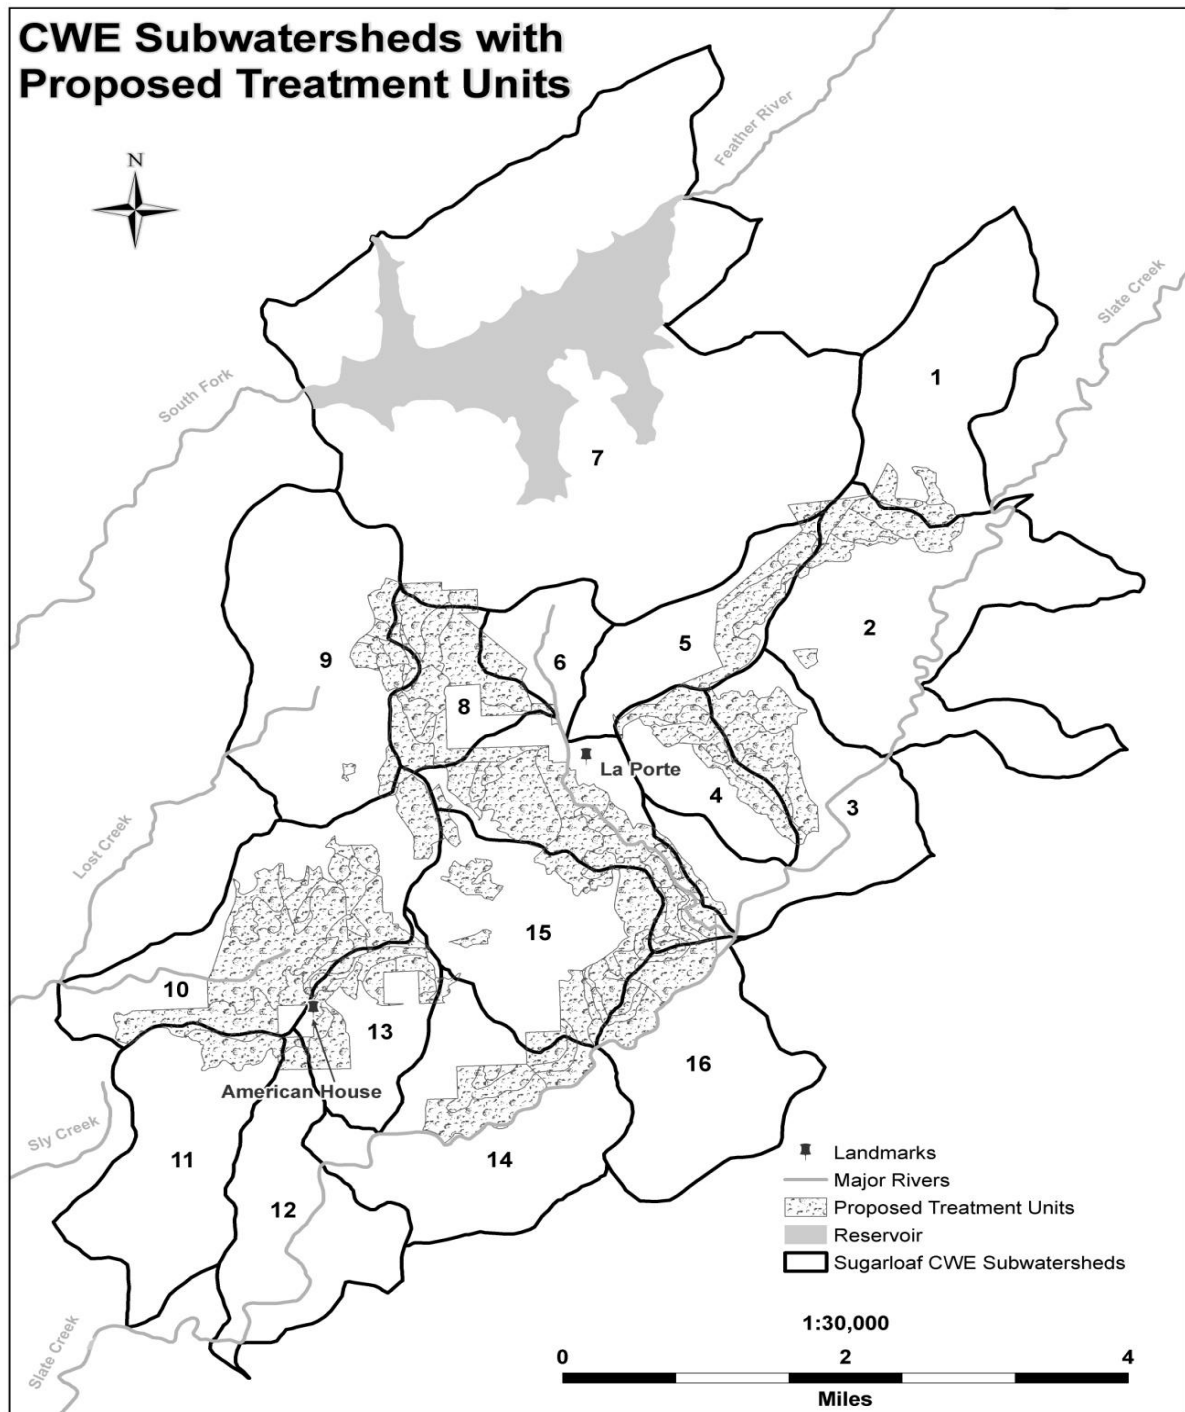 CWE Subwatersheds with
Proposed Treatment Units
N
Feather River
Slate Creek
1
South Fork
7
2
5
6
9
8
La Porte
4
3
Lost Creek
15
10
13
16
American House
Sly Creek
11
14
12
Landmarks
Major Rivers
Proposed Treatment Units
Reservoir
Sugarloaf CWE Subwatersheds
Slate Creek
1:30,000
0 2 4
Miles